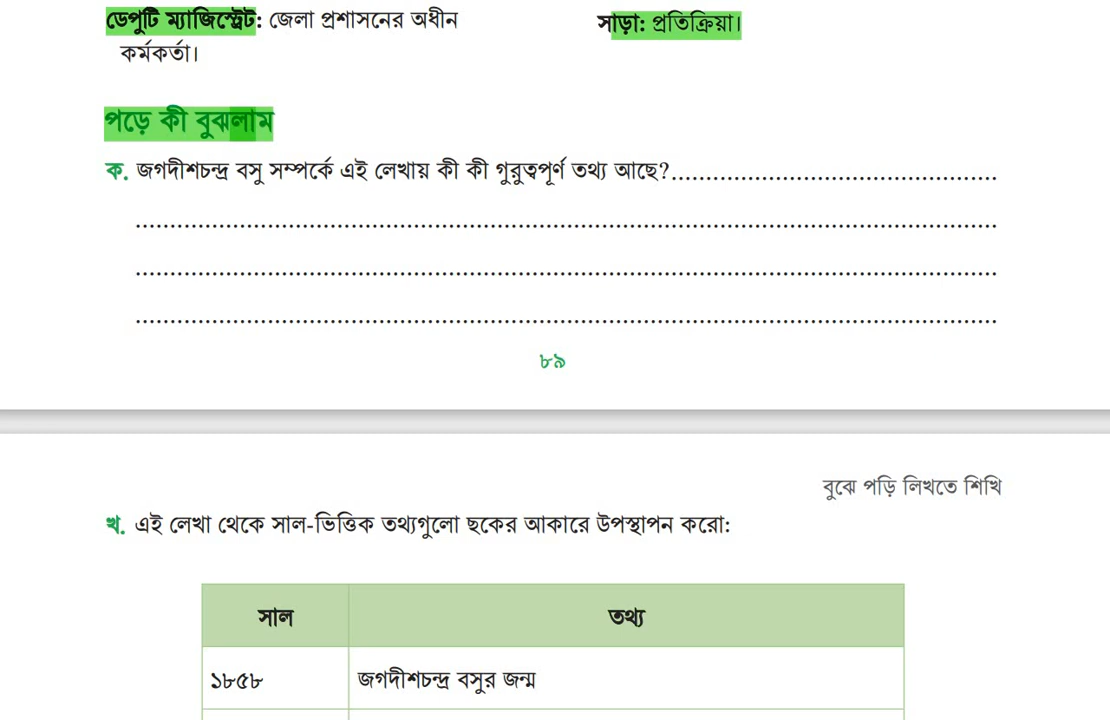 ডেপুটি ম্যাজিস্ট্রেট: জেলা প্রশাসনের অধীন
কর্মকর্তা।
সাড়া: প্রতিক্রিয়া।
পড়ে কী বুঝলাম
ক. জগদীশচন্দ্র বসু সম্পর্কে এই লেখায় কী কী গুরুত্বপূর্ণ তথ্য আছে?................................................
................................................................................................................................
................................................................................................................................
................................................................................................................................
৮৯
বুঝে পড়ি লিখতে শিখি
খ. এই লেখা থেকে সাল-ভিত্তিক তথ্যগুলো ছকের আকারে উপস্থাপন করো:
সাল তথ্য
১৮৫৮ জগদীশচন্দ্র বসুর জন্ম